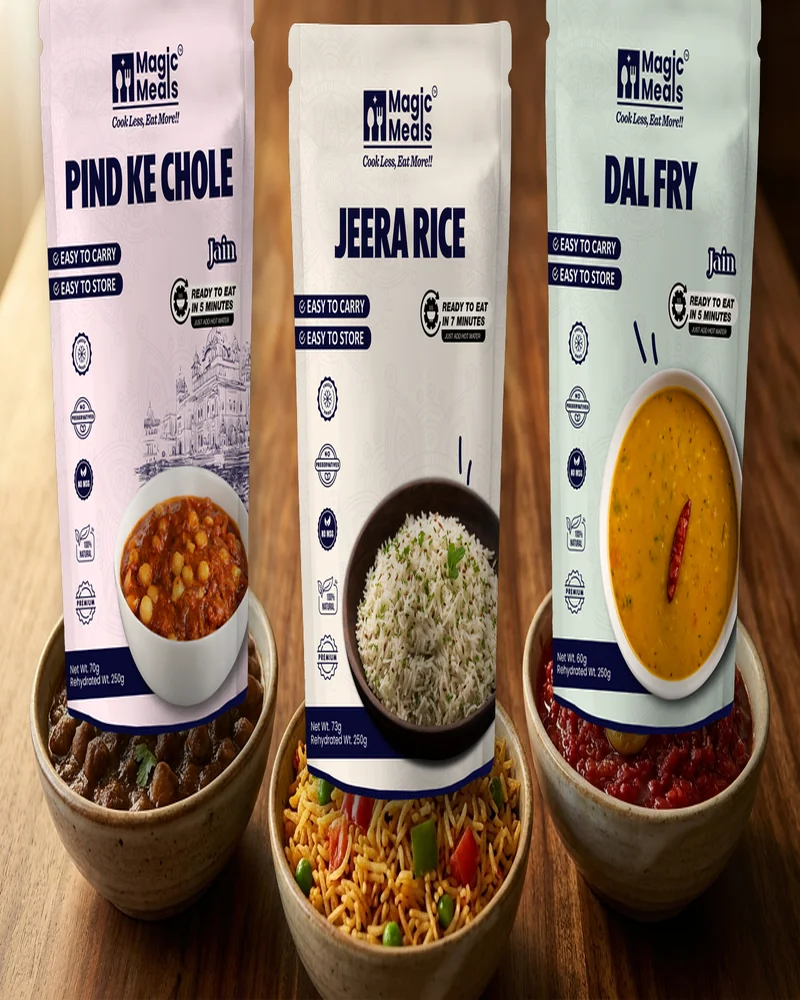 Magic
Meals
Cook Less, Eat More!!
PIND KE CHOLE
EASY TO CARRY
EASY TO STORE
Jain
READY TO EAT
IN 5 MINUTES
JUST ADD HOT WATER
NO
PRESERVATIVES
NO MSG
100%
NATURAL
PREMIUM
Net Wt. 70g
Rehydrated Wt. 250g
Magic
Meals
Cook Less, Eat More!!
JEERA RICE
EASY TO CARRY
EASY TO STORE
READY TO EAT
IN 7 MINUTES
JUST ADD HOT WATER
NO
PRESERVATIVES
NO MSG
100%
NATURAL
PREMIUM
Net Wt. 73g
Rehydrated Wt. 250g
Magic
Meals
Cook Less, Eat More!!
DAL FRY
EASY TO CARRY
EASY TO STORE
Jain
READY TO EAT
IN 5 MINUTES
JUST ADD HOT WATER
NO
PRESERVATIVES
NO MSG
100%
NATURAL
PREMIUM
Net Wt. 60g
Rehydrated Wt. 250g